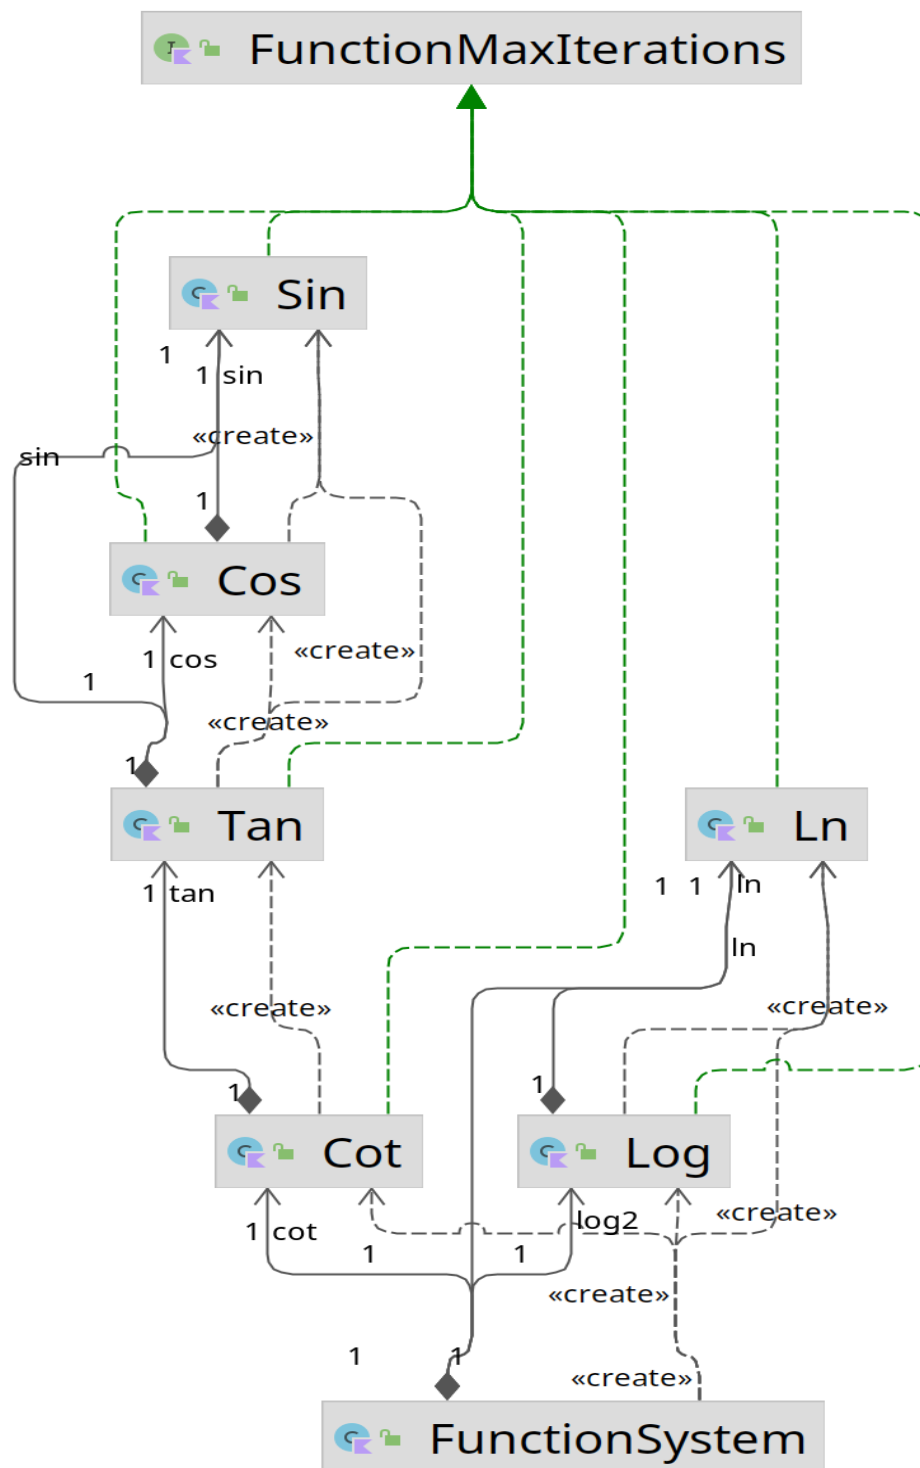 FunctionMaxIterations
Sin
1
1 sin
«create»
sin
1
Cos
«create»
1 cos
1
«create»
1
Tan
Ln
1 tan
1 1 ln
ln
«create»
«create»
1
1
Cot
Log
«create»
log2
1 cot
1
1
«create»
1
1
«create»
FunctionSystem